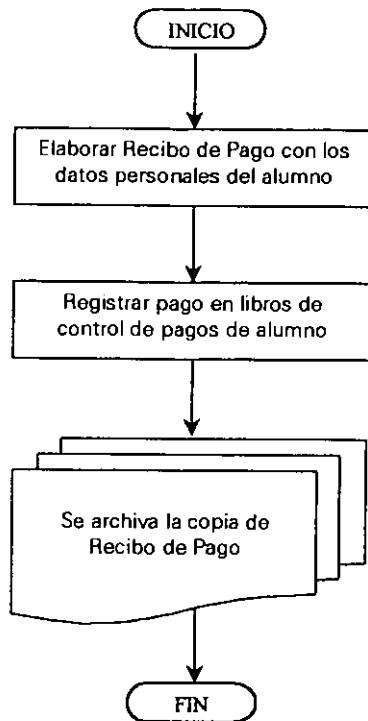 INICIO
Elaborar Recibo de Pago con los
datos personales del alumno
Registrar pago en libros de
control de pagos de alumno
Se archiva la copia de
Recibo de Pago
FIN